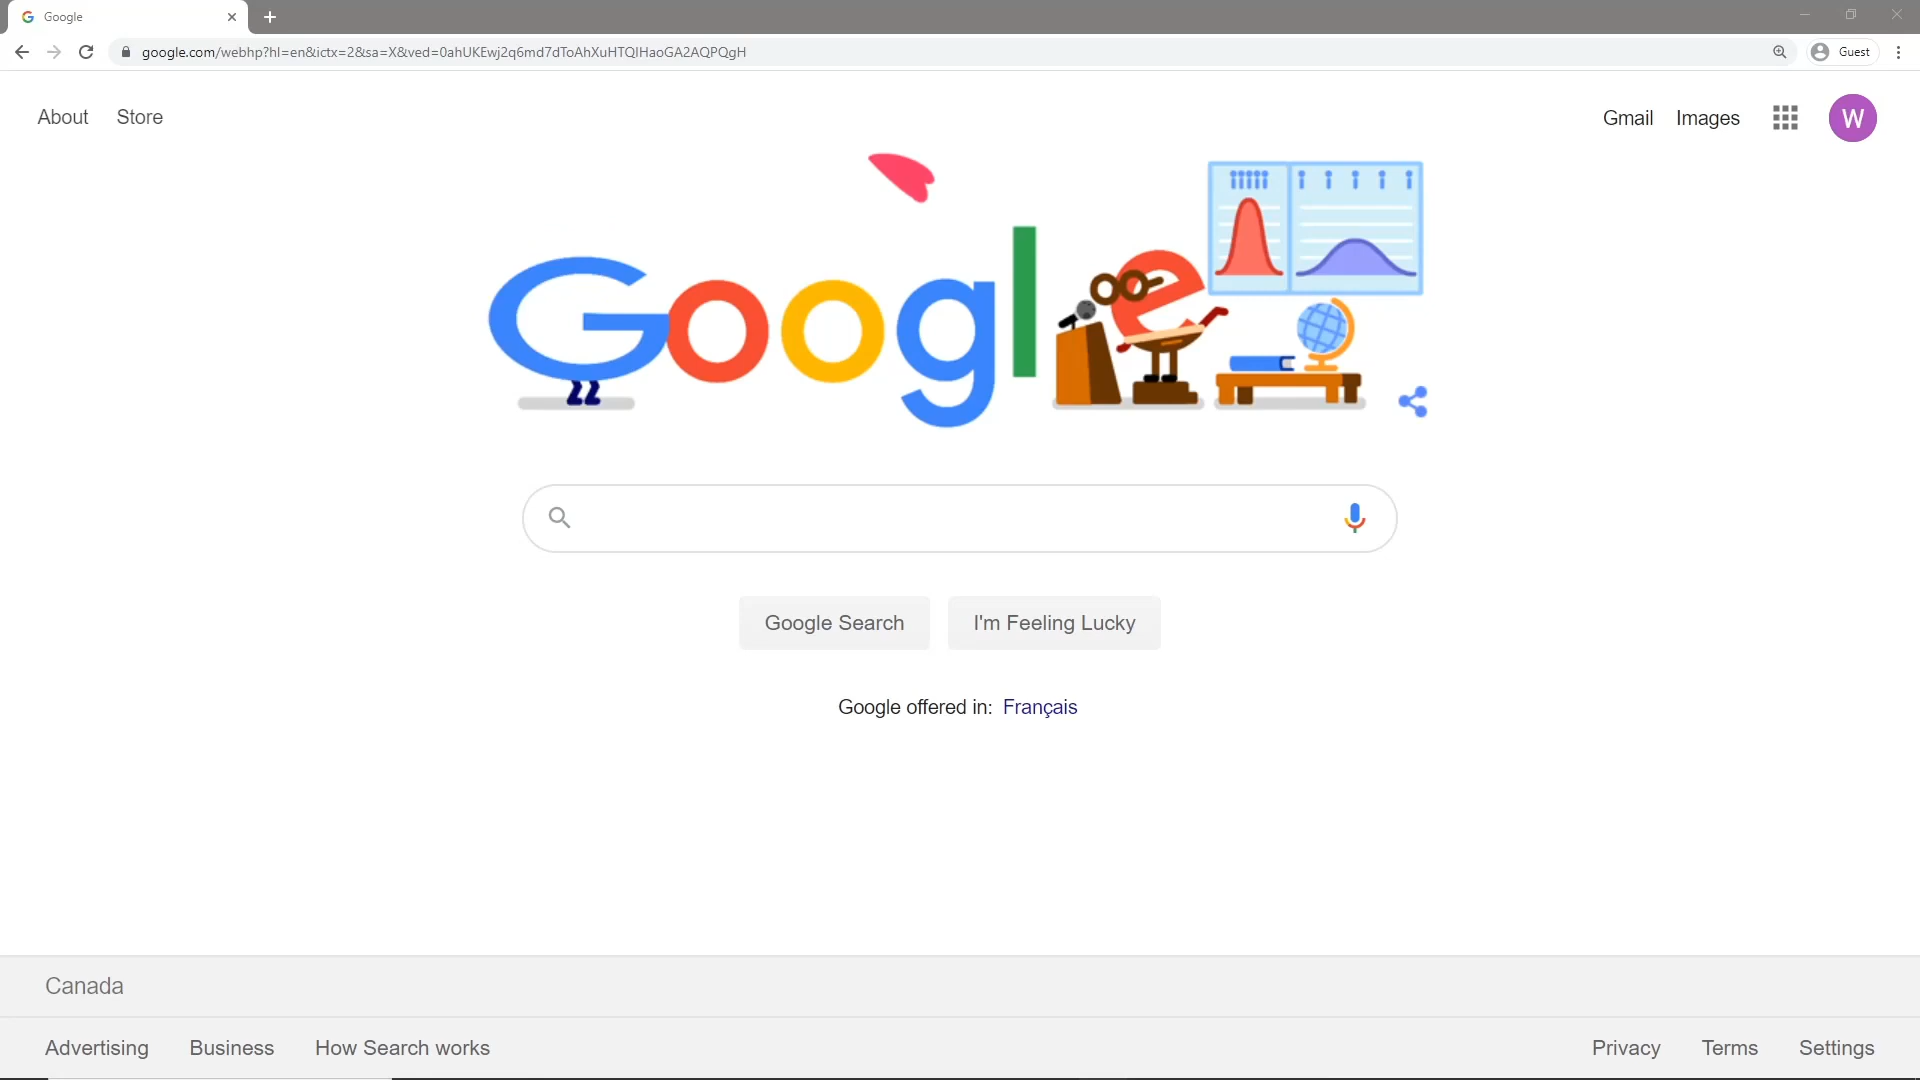 Google
google.com/webhp?hl=en&ictx=2&sa=X&ved=0ahUKEwj2q6md7dToAhXuHTQIHaoGA2AQPQgH
Guest
About Store
Gmail Images W
Google
Google Search I'm Feeling Lucky
Google offered in: Français
Canada
Advertising Business How Search works
Privacy Terms Settings